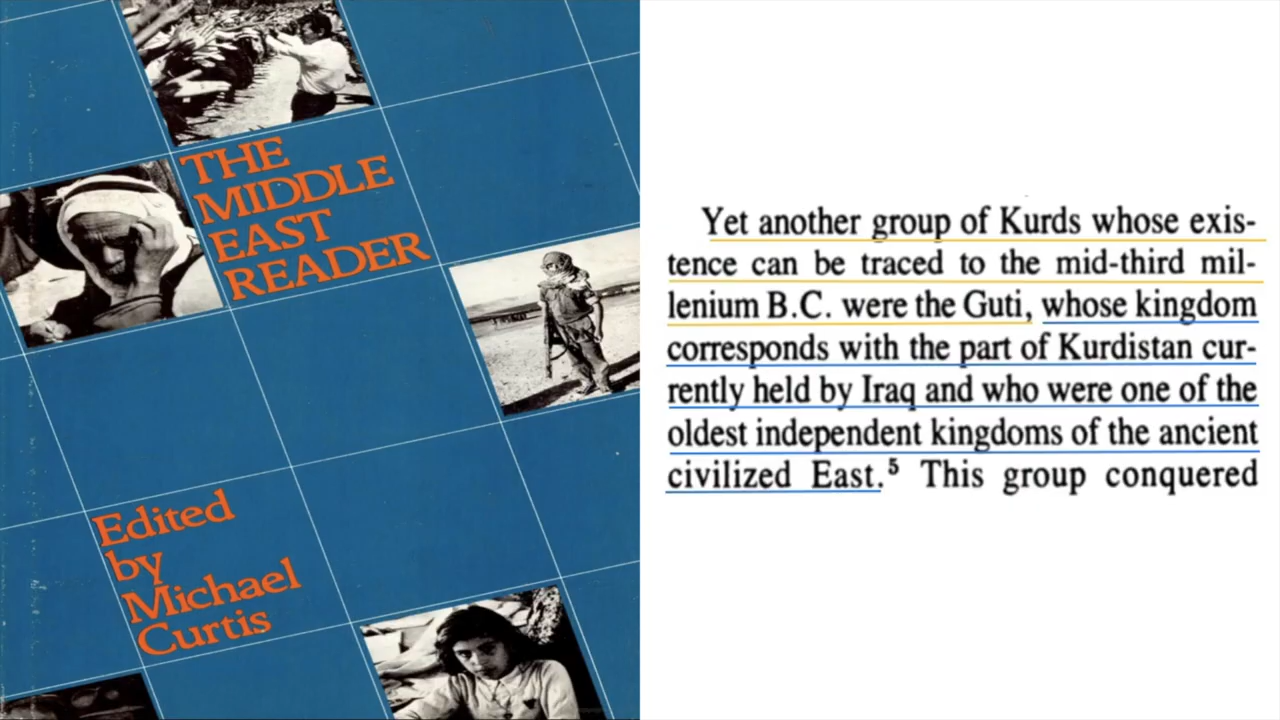 THE
MIDDLE
EAST
READER
Edited
by
Michael
Curtis
Yet another group of Kurds whose exis-
tence can be traced to the mid-third mil-
lenium B.C. were the Guti, whose kingdom
corresponds with the part of Kurdistan cur-
rently held by Iraq and who were one of the
oldest independent kingdoms of the ancient
civilized East.⁵ This group conquered